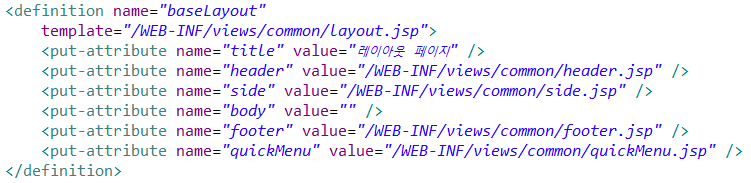 <definition name="baseLayout"
template="/WEB-INF/views/common/layout.jsp">
<put-attribute name="title" value="레이아웃 페이지" />
<put-attribute name="header" value="/WEB-INF/views/common/header.jsp" />
<put-attribute name="side" value="/WEB-INF/views/common/side.jsp" />
<put-attribute name="body" value="" />
<put-attribute name="footer" value="/WEB-INF/views/common/footer.jsp" />
<put-attribute name="quickMenu" value="/WEB-INF/views/common/quickMenu.jsp" />
</definition>